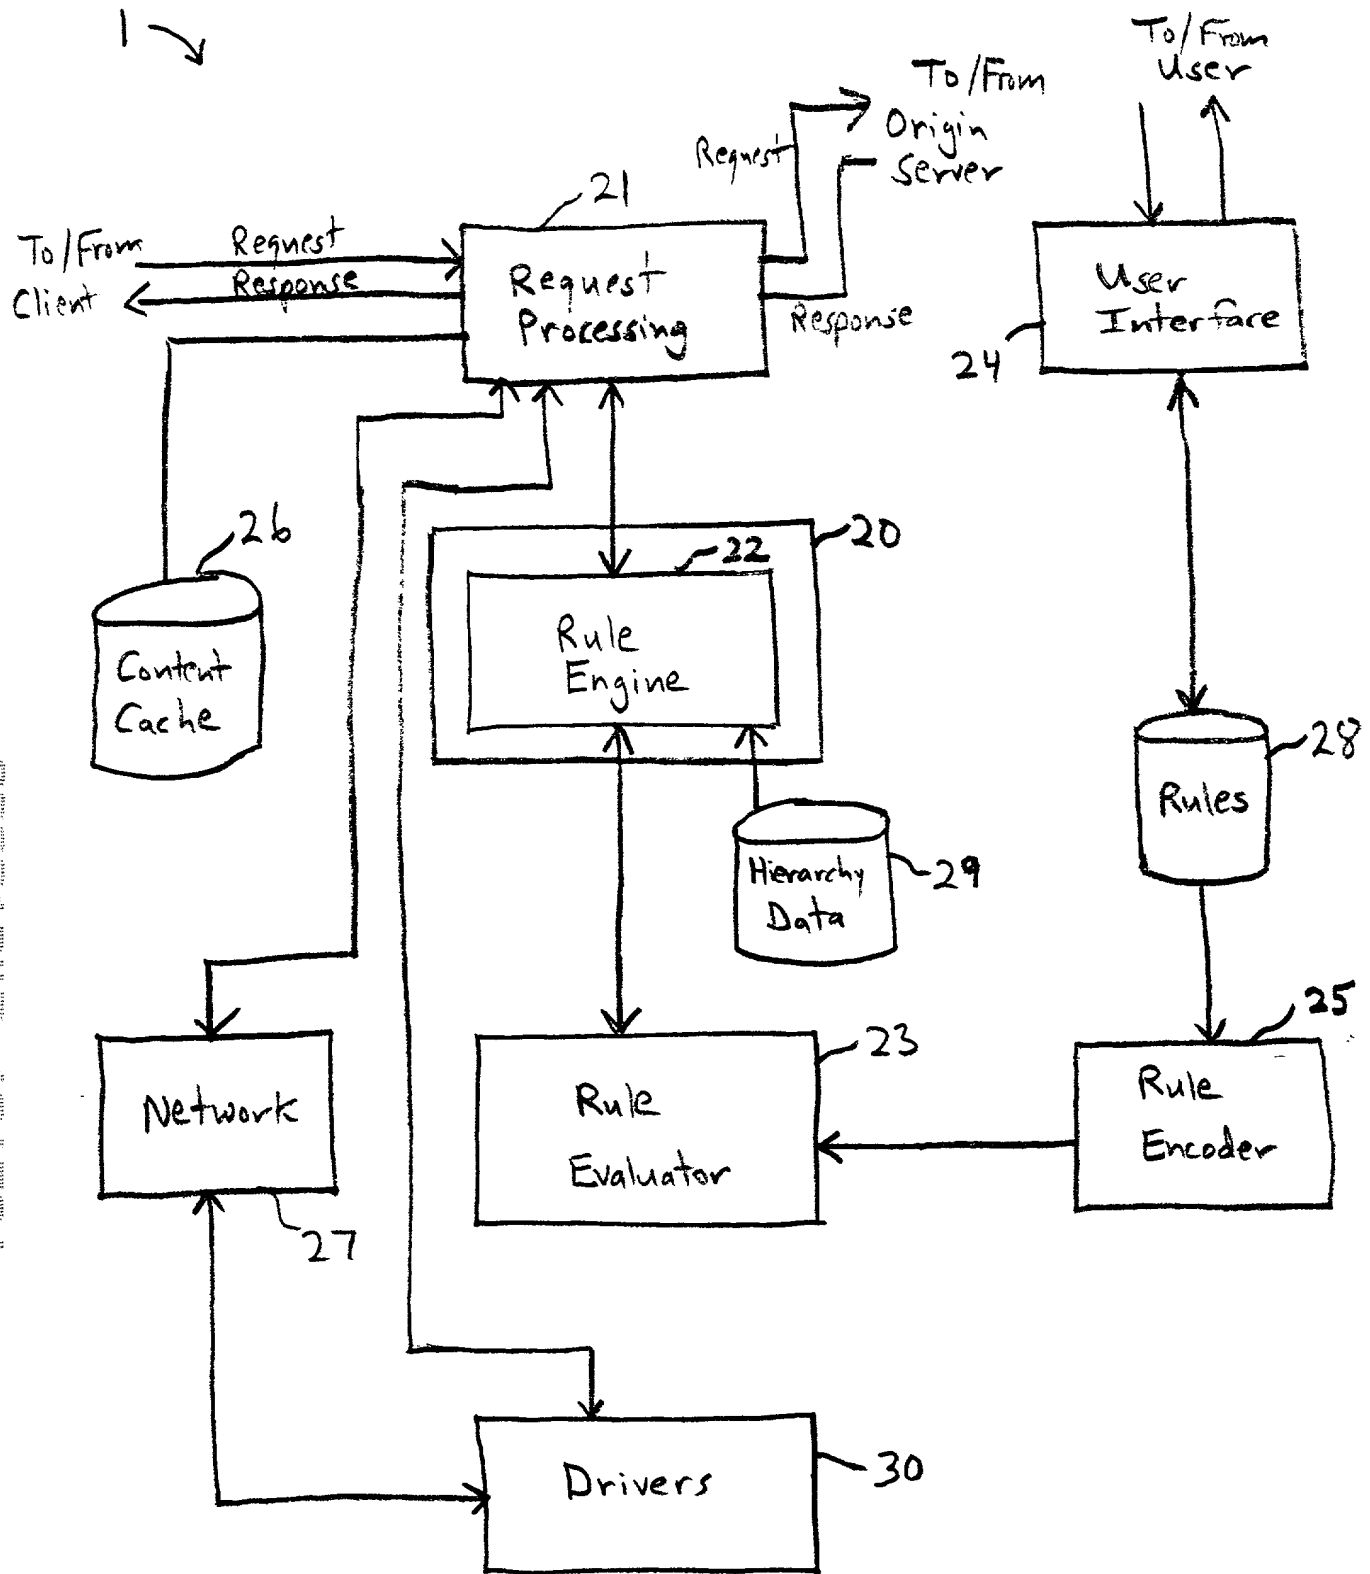 1
To/From
User
To/From
Origin
Server
Request
21
To/From
Client
Request
Response
Request
Processing
Response
User
Interface
24
26
20
22
Rule
Engine
Content
Cache
28
Rules
Hierarchy
Data
29
25
23
Network
Rule
Evaluator
Rule
Encoder
27
Drivers
30